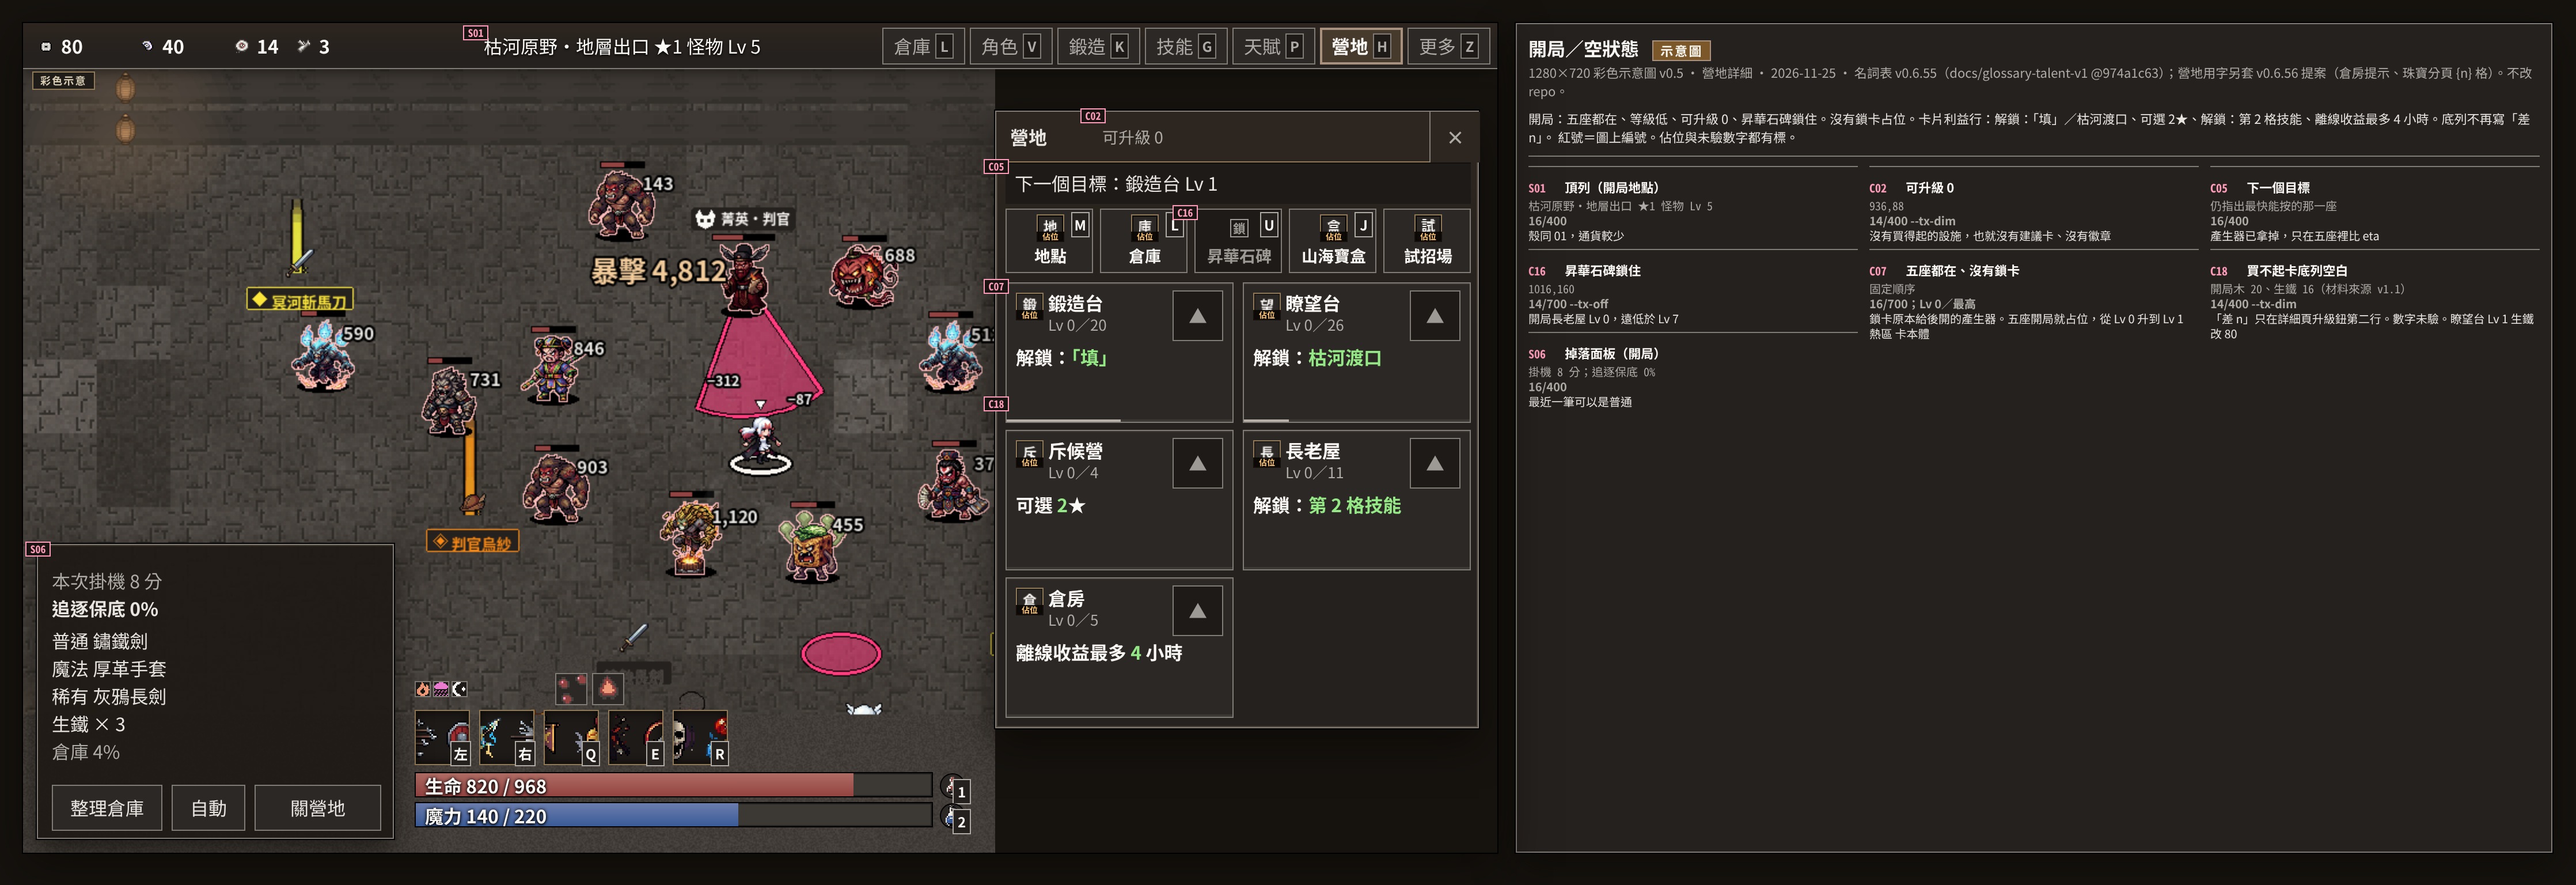 80
40
14
3
S01
枯河原野・地層出口 ★1 怪物 Lv 5
倉庫 L
角色 V
鍛造 K
技能 G
天賦 P
營地 H
更多 Z
彩色示意
143
菁英・判官
暴擊 4,812
688
冥河斬馬刀
590
846
51
731
-312
-87
903
37
1,120
455
判官烏紗
S06
本次掛機 8 分
追逐保底 0%
普通 鏽鐵劍
魔法 厚革手套
稀有 灰鴉長劍
生鐵 × 3
倉庫 4%
整理倉庫
自動
關營地
左
右
Q
E
R
生命 820 / 968
1
魔力 140 / 220
2
C02
營地
可升級 0
×
C05
下一個目標：鍛造台 Lv 1
地 佔位 M
地點
庫 佔位 L
倉庫
C16
鎖 U
昇華石碑
盒 佔位 J
山海寶盒
試 佔位
試招場
C07
鍛 佔位
鍛造台
Lv 0／20
▲
解鎖：「填」
望 佔位
瞭望台
Lv 0／26
▲
解鎖：枯河渡口
C18
斥 佔位
斥候營
Lv 0／4
▲
可選 2★
長 佔位
長老屋
Lv 0／11
▲
解鎖：第 2 格技能
倉 佔位
倉房
Lv 0／5
▲
離線收益最多 4 小時
開局／空狀態 示意圖
1280×720 彩色示意圖 v0.5 · 營地詳細 · 2026-11-25 · 名詞表 v0.6.55（docs/glossary-talent-v1 @974a1c63）；營地用字另套 v0.6.56 提案（倉房提示、珠寶分頁 {n} 格）。不改
repo。
開局：五座都在、等級低、可升級 0、昇華石碑鎖住。沒有鎖卡占位。卡片利益行：解鎖：「填」／枯河渡口、可選 2★、解鎖：第 2 格技能、離線收益最多 4 小時。底列不再寫「差
n」。紅號＝圖上編號。佔位與未驗數字都有標。
S01 頂列（開局地點）
枯河原野・地層出口 ★1 怪物 Lv 5
16/400
殼同 01，通貨較少
C02 可升級 0
936,88
14/400 --tx-dim
沒有買得起的設施，也就沒有建議卡、沒有徽章
C05 下一個目標
仍指出最快能按的那一座
16/400
產生器已拿掉，只在五座裡比 eta
C16 昇華石碑鎖住
1016,160
14/700 --tx-off
開局長老屋 Lv 0，遠低於 Lv 7
C07 五座都在、沒有鎖卡
固定順序
16/700；Lv 0／最高
鎖卡原本給後開的產生器。五座開局就占位，從 Lv 0 升到 Lv 1
熱區 卡本體
C18 買不起卡底列空白
開局木 20、生鐵 16（材料來源 v1.1）
14/400 --tx-dim
「差 n」只在詳細頁升級鈕第二行。數字未驗。瞭望台 Lv 1 生鐵
改 80
S06 掉落面板（開局）
掛機 8 分；追逐保底 0%
16/400
最近一筆可以是普通